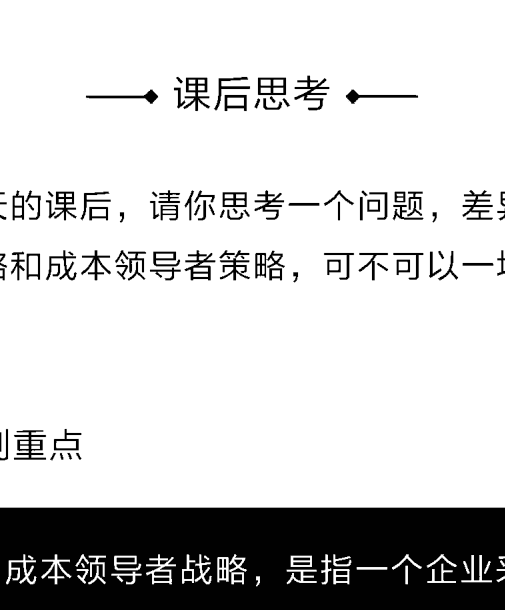 课后思考
的课后，请你思考一个问题，差
和成本领导者策略，可不可以一
重点
成本领导者战略，是指一个企业